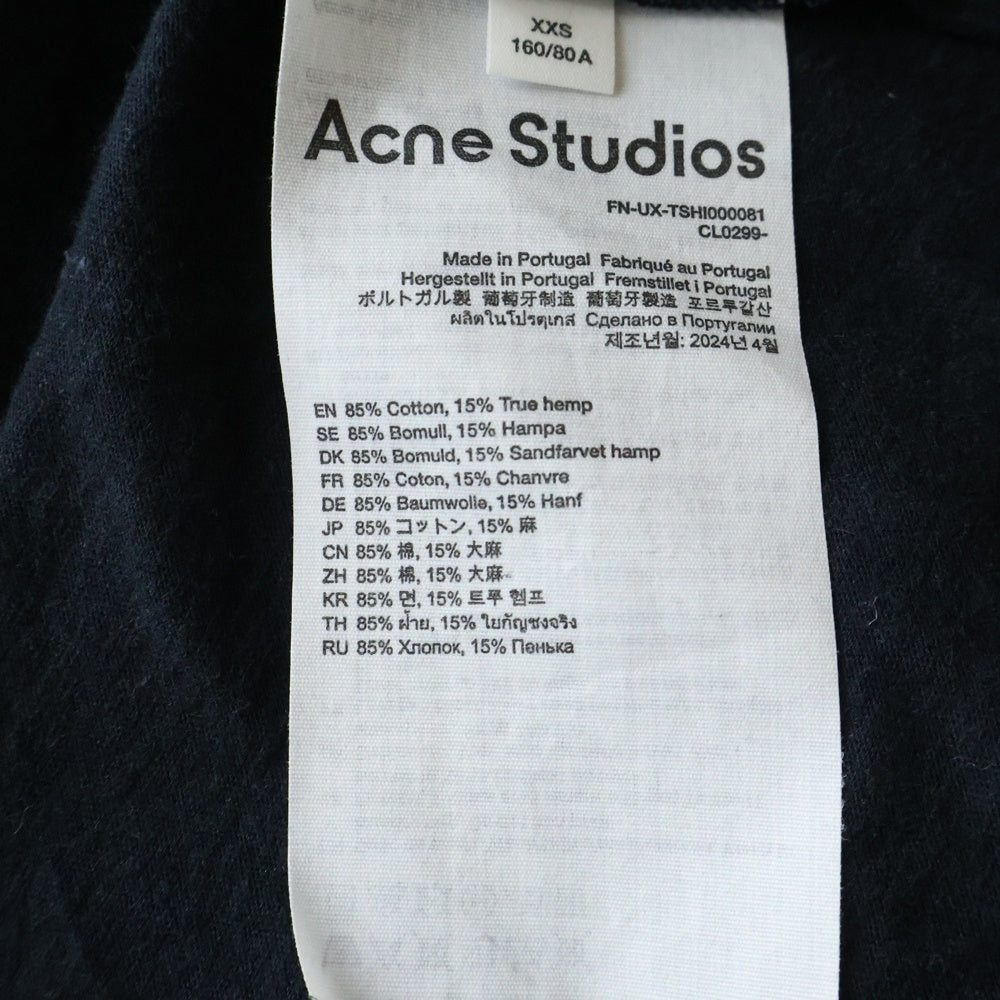 XXS
160/80A
Acne Studios
FN-UX-TSHI000081
CL0299-
Made in Portugal Fabriqué au Portugal
Hergestellt in Portugal Fremstillet i Portugal
ポルトガル製 葡萄牙制造 葡萄牙製造 포르투갈산
ผลิตในโปรตุเกส Сделано в Португалии
제조년월: 2024년 4월
EN 85% Cotton, 15% True hemp
SE 85% Bomull, 15% Hampa
DK 85% Bomuld, 15% Sandfarvet hamp
FR 85% Coton, 15% Chanvre
DE 85% Baumwolle, 15% Hanf
JP 85% コットン, 15% 麻
CN 85% 棉, 15% 大麻
ZH 85% 棉, 15% 大麻
KR 85% 면, 15% 트루 헴프
TH 85% ฝ้าย, 15% ใยกัญชงจริง
RU 85% Хлопок, 15% Пенька